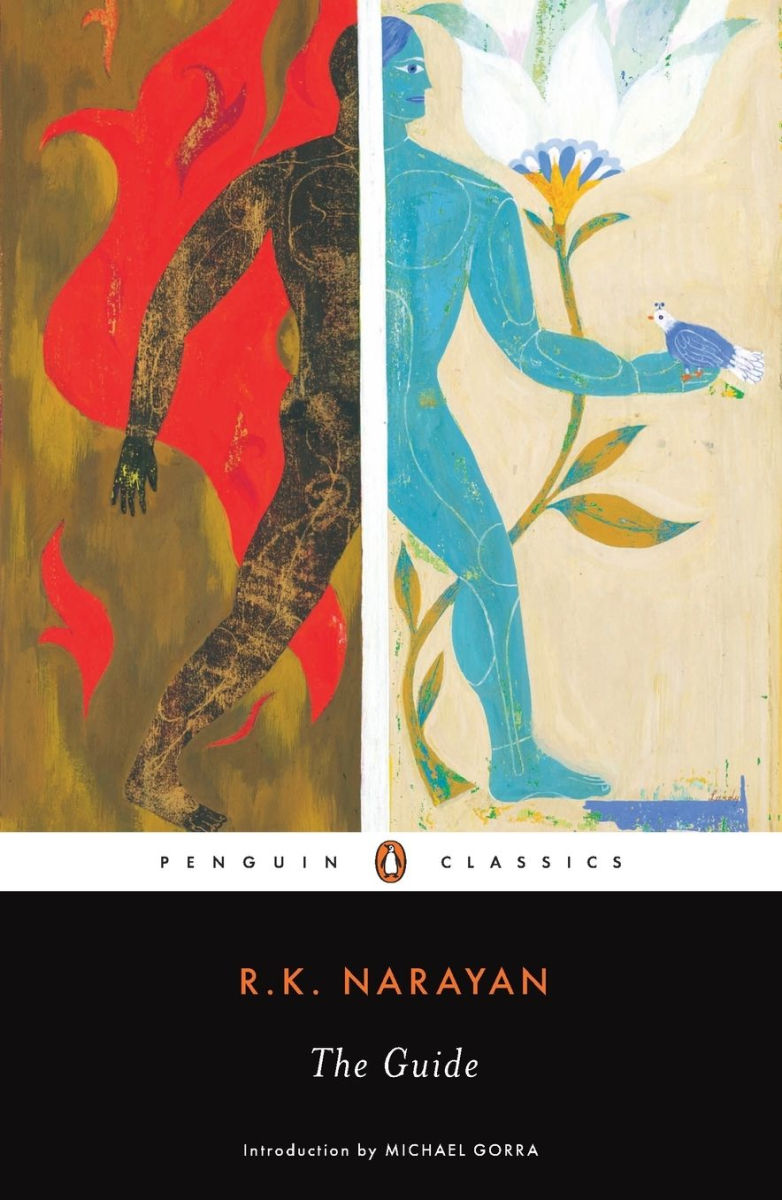 PENGUIN CLASSICS
R.K. NARAYAN
The Guide
Introduction by MICHAEL GORRA